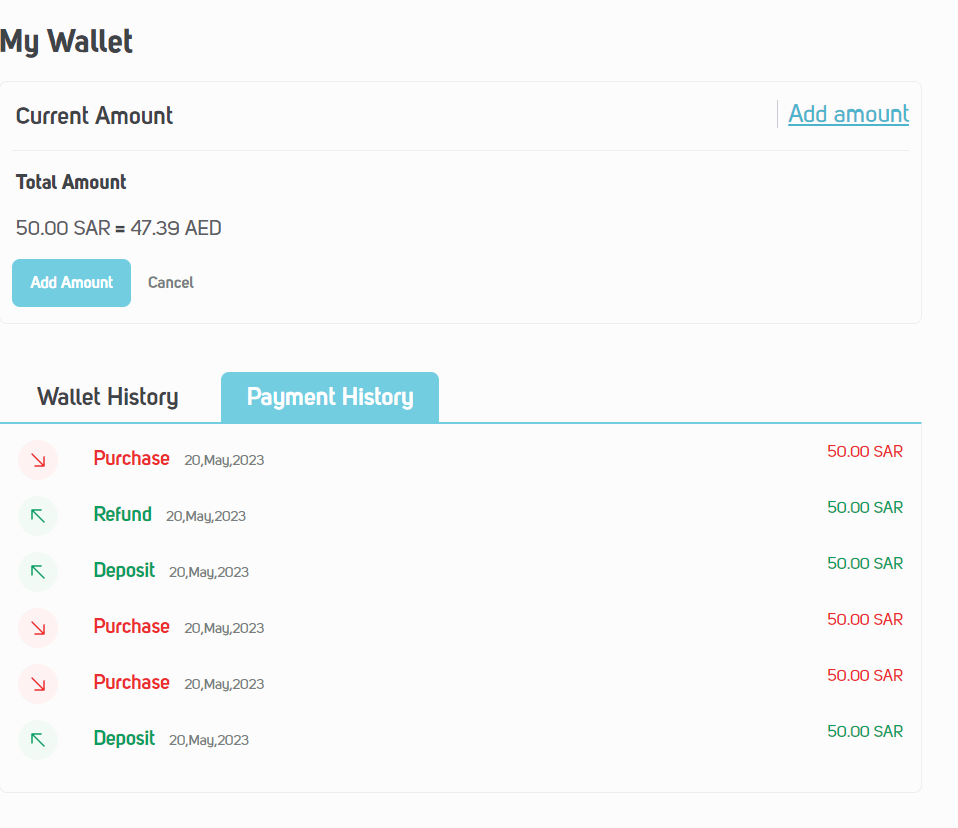 My Wallet
Current Amount
Add amount
Total Amount
50.00 SAR = 47.39 AED
Add Amount Cancel
Wallet History Payment History
Purchase 20,May,2023 50.00 SAR
Refund 20,May,2023 50.00 SAR
Deposit 20,May,2023 50.00 SAR
Purchase 20,May,2023 50.00 SAR
Purchase 20,May,2023 50.00 SAR
Deposit 20,May,2023 50.00 SAR